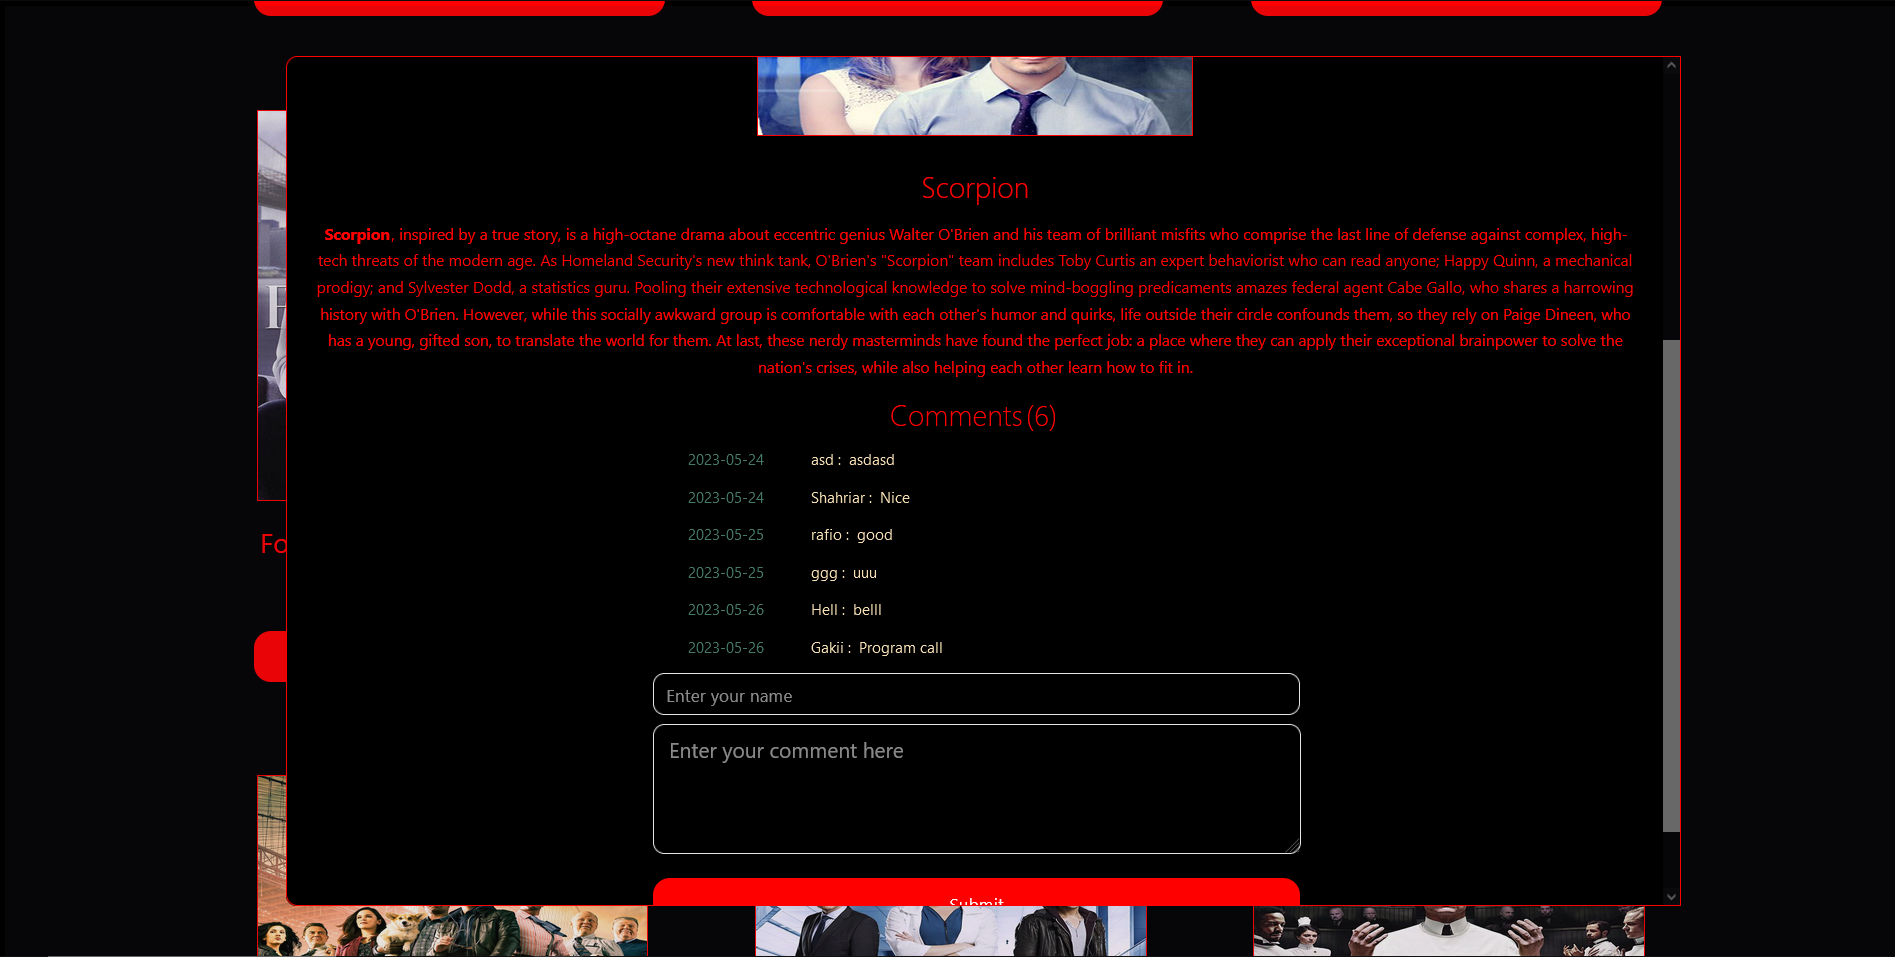 Scorpion
Scorpion, inspired by a true story, is a high-octane drama about eccentric genius Walter O'Brien and his team of brilliant misfits who comprise the last line of defense against complex, high-
tech threats of the modern age. As Homeland Security's new think tank, O'Brien's "Scorpion" team includes Toby Curtis an expert behaviorist who can read anyone; Happy Quinn, a mechanical
prodigy; and Sylvester Dodd, a statistics guru. Pooling their extensive technological knowledge to solve mind-boggling predicaments amazes federal agent Cabe Gallo, who shares a harrowing
history with O'Brien. However, while this socially awkward group is comfortable with each other's humor and quirks, life outside their circle confounds them, so they rely on Paige Dineen, who
has a young, gifted son, to translate the world for them. At last, these nerdy masterminds have found the perfect job: a place where they can apply their exceptional brainpower to solve the
nation's crises, while also helping each other learn how to fit in.
Comments (6)
2023-05-24 asd : asdasd
2023-05-24 Shahriar : Nice
2023-05-25 rafio : good
2023-05-25 ggg : uuu
2023-05-26 Hell : belll
2023-05-26 Gakii : Program call
Fo
Enter your name
Enter your comment here
Submit